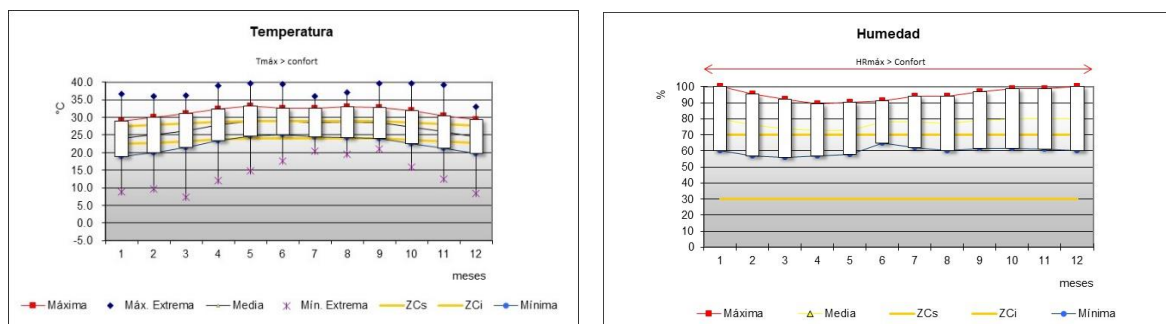 Temperatura
Tmáx > confort
°C
40.0
35.0
30.0
25.0
20.0
15.0
10.0
5.0
0.0
-5.0
1 2 3 4 5 6 7 8 9 10 11 12
meses
Máxima Máx. Extrema Media Mín. Extrema ZCs ZCi Mínima
Humedad
HRmáx > Confort
%
100
90
80
70
60
50
40
30
20
10
0
1 2 3 4 5 6 7 8 9 10 11 12
meses
Máxima Media ZCs ZCi Mínima